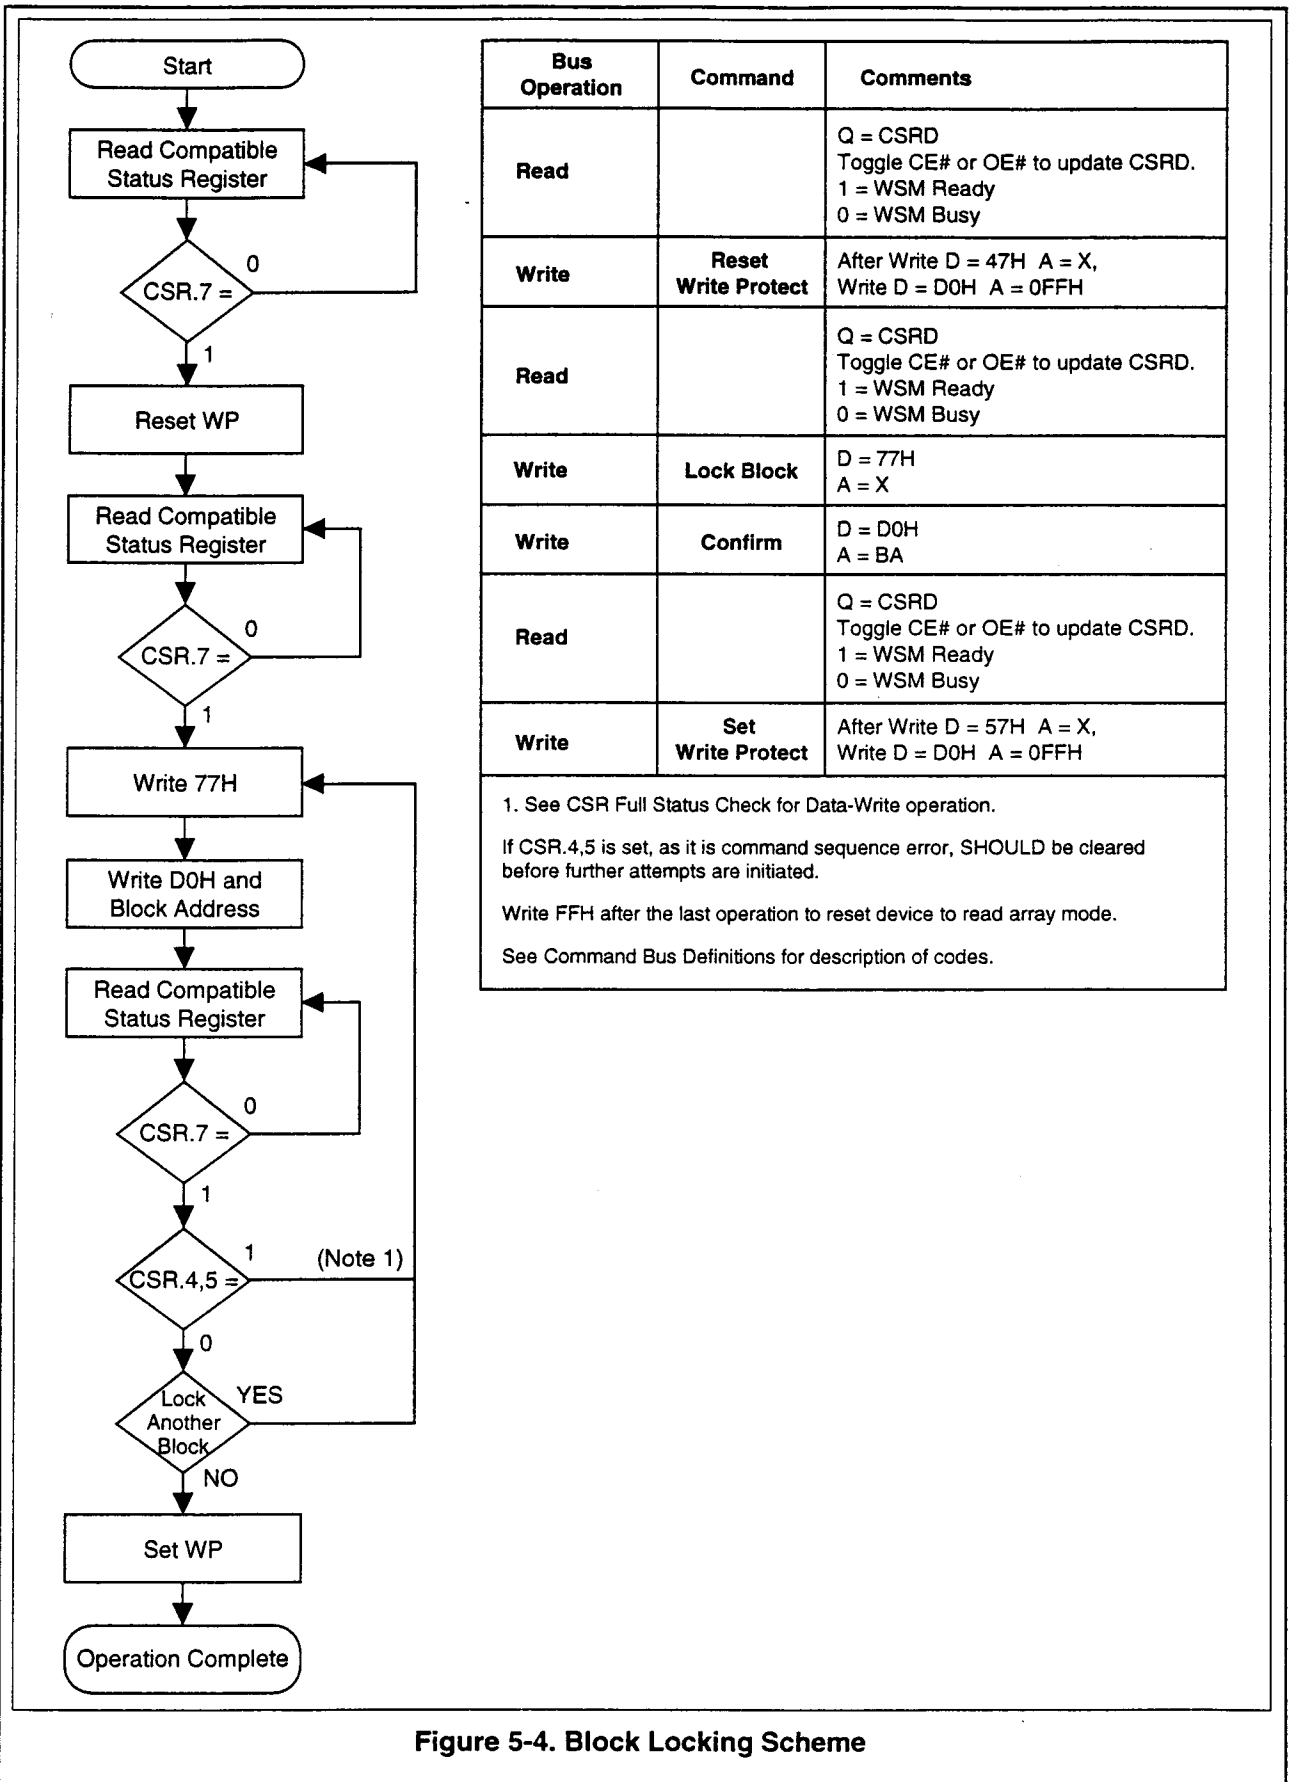 Start
Read Compatible
Status Register
CSR.7 =
0
1
Reset WP
Read Compatible
Status Register
CSR.7 =
0
1
Write 77H
Write D0H and
Block Address
Read Compatible
Status Register
CSR.7 =
0
1
CSR.4,5 =
1
(Note 1)
0
Lock
Another
Block
YES
NO
Set WP
Operation Complete
Bus
Operation
Command
Comments
Read
Q = CSRD
Toggle CE# or OE# to update CSRD.
1 = WSM Ready
0 = WSM Busy
Write
Reset
Write Protect
After Write D = 47H A = X,
Write D = D0H A = 0FFH
Read
Q = CSRD
Toggle CE# or OE# to update CSRD.
1 = WSM Ready
0 = WSM Busy
Write
Lock Block
D = 77H
A = X
Write
Confirm
D = D0H
A = BA
Read
Q = CSRD
Toggle CE# or OE# to update CSRD.
1 = WSM Ready
0 = WSM Busy
Write
Set
Write Protect
After Write D = 57H A = X,
Write D = D0H A = 0FFH
1. See CSR Full Status Check for Data-Write operation.
If CSR.4,5 is set, as it is command sequence error, SHOULD be cleared
before further attempts are initiated.
Write FFH after the last operation to reset device to read array mode.
See Command Bus Definitions for description of codes.
Figure 5-4. Block Locking Scheme